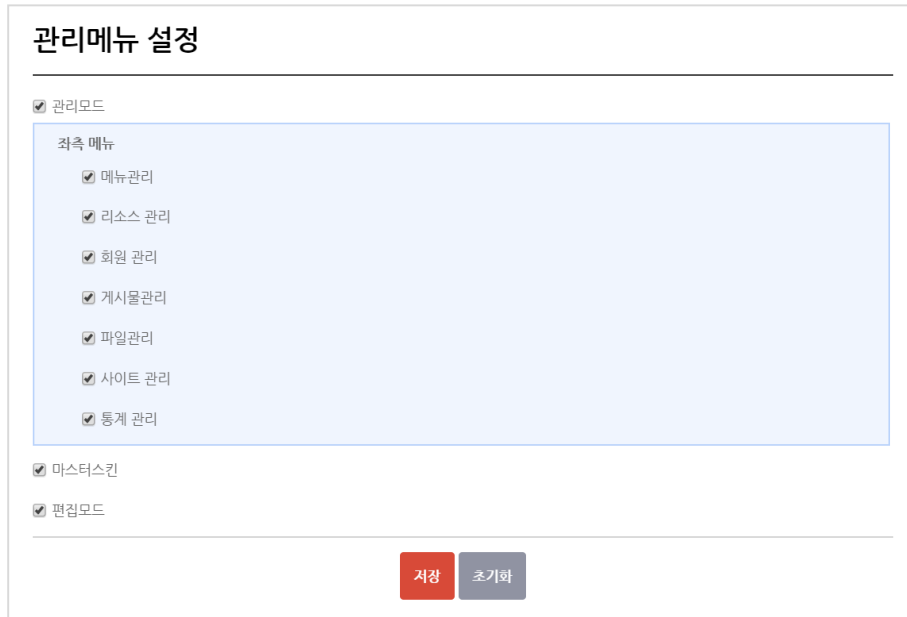 관리메뉴 설정
관리모드
좌측 메뉴
메뉴관리
리소스 관리
회원 관리
게시물관리
파일관리
사이트 관리
통계 관리
마스터스킨
편집모드
저장 초기화